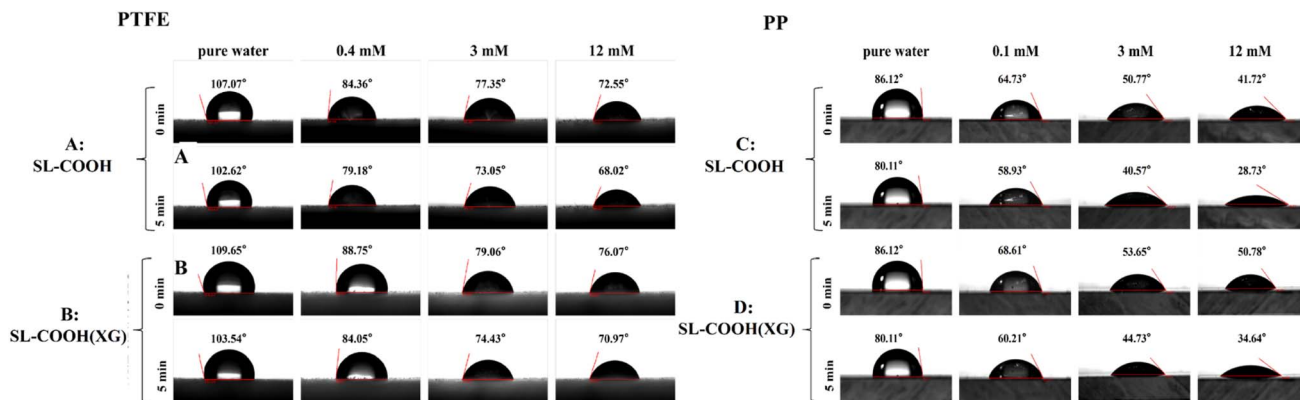 PTFE
pure water 0.4 mM 3 mM 12 mM
107.07° 84.36° 77.35° 72.55°
0 min
A:
SL-COOH
A
102.62° 79.18° 73.05° 68.02°
5 min
109.65° 88.75° 79.06° 76.07°
B
0 min
B:
SL-COOH(XG)
103.54° 84.05° 74.43° 70.97°
5 min
PP
pure water 0.1 mM 3 mM 12 mM
86.12° 64.73° 50.77° 41.72°
0 min
C:
SL-COOH
80.11° 58.93° 40.57° 28.73°
5 min
86.12° 68.61° 53.65° 50.78°
0 min
D:
SL-COOH(XG)
80.11° 60.21° 44.73° 34.64°
5 min